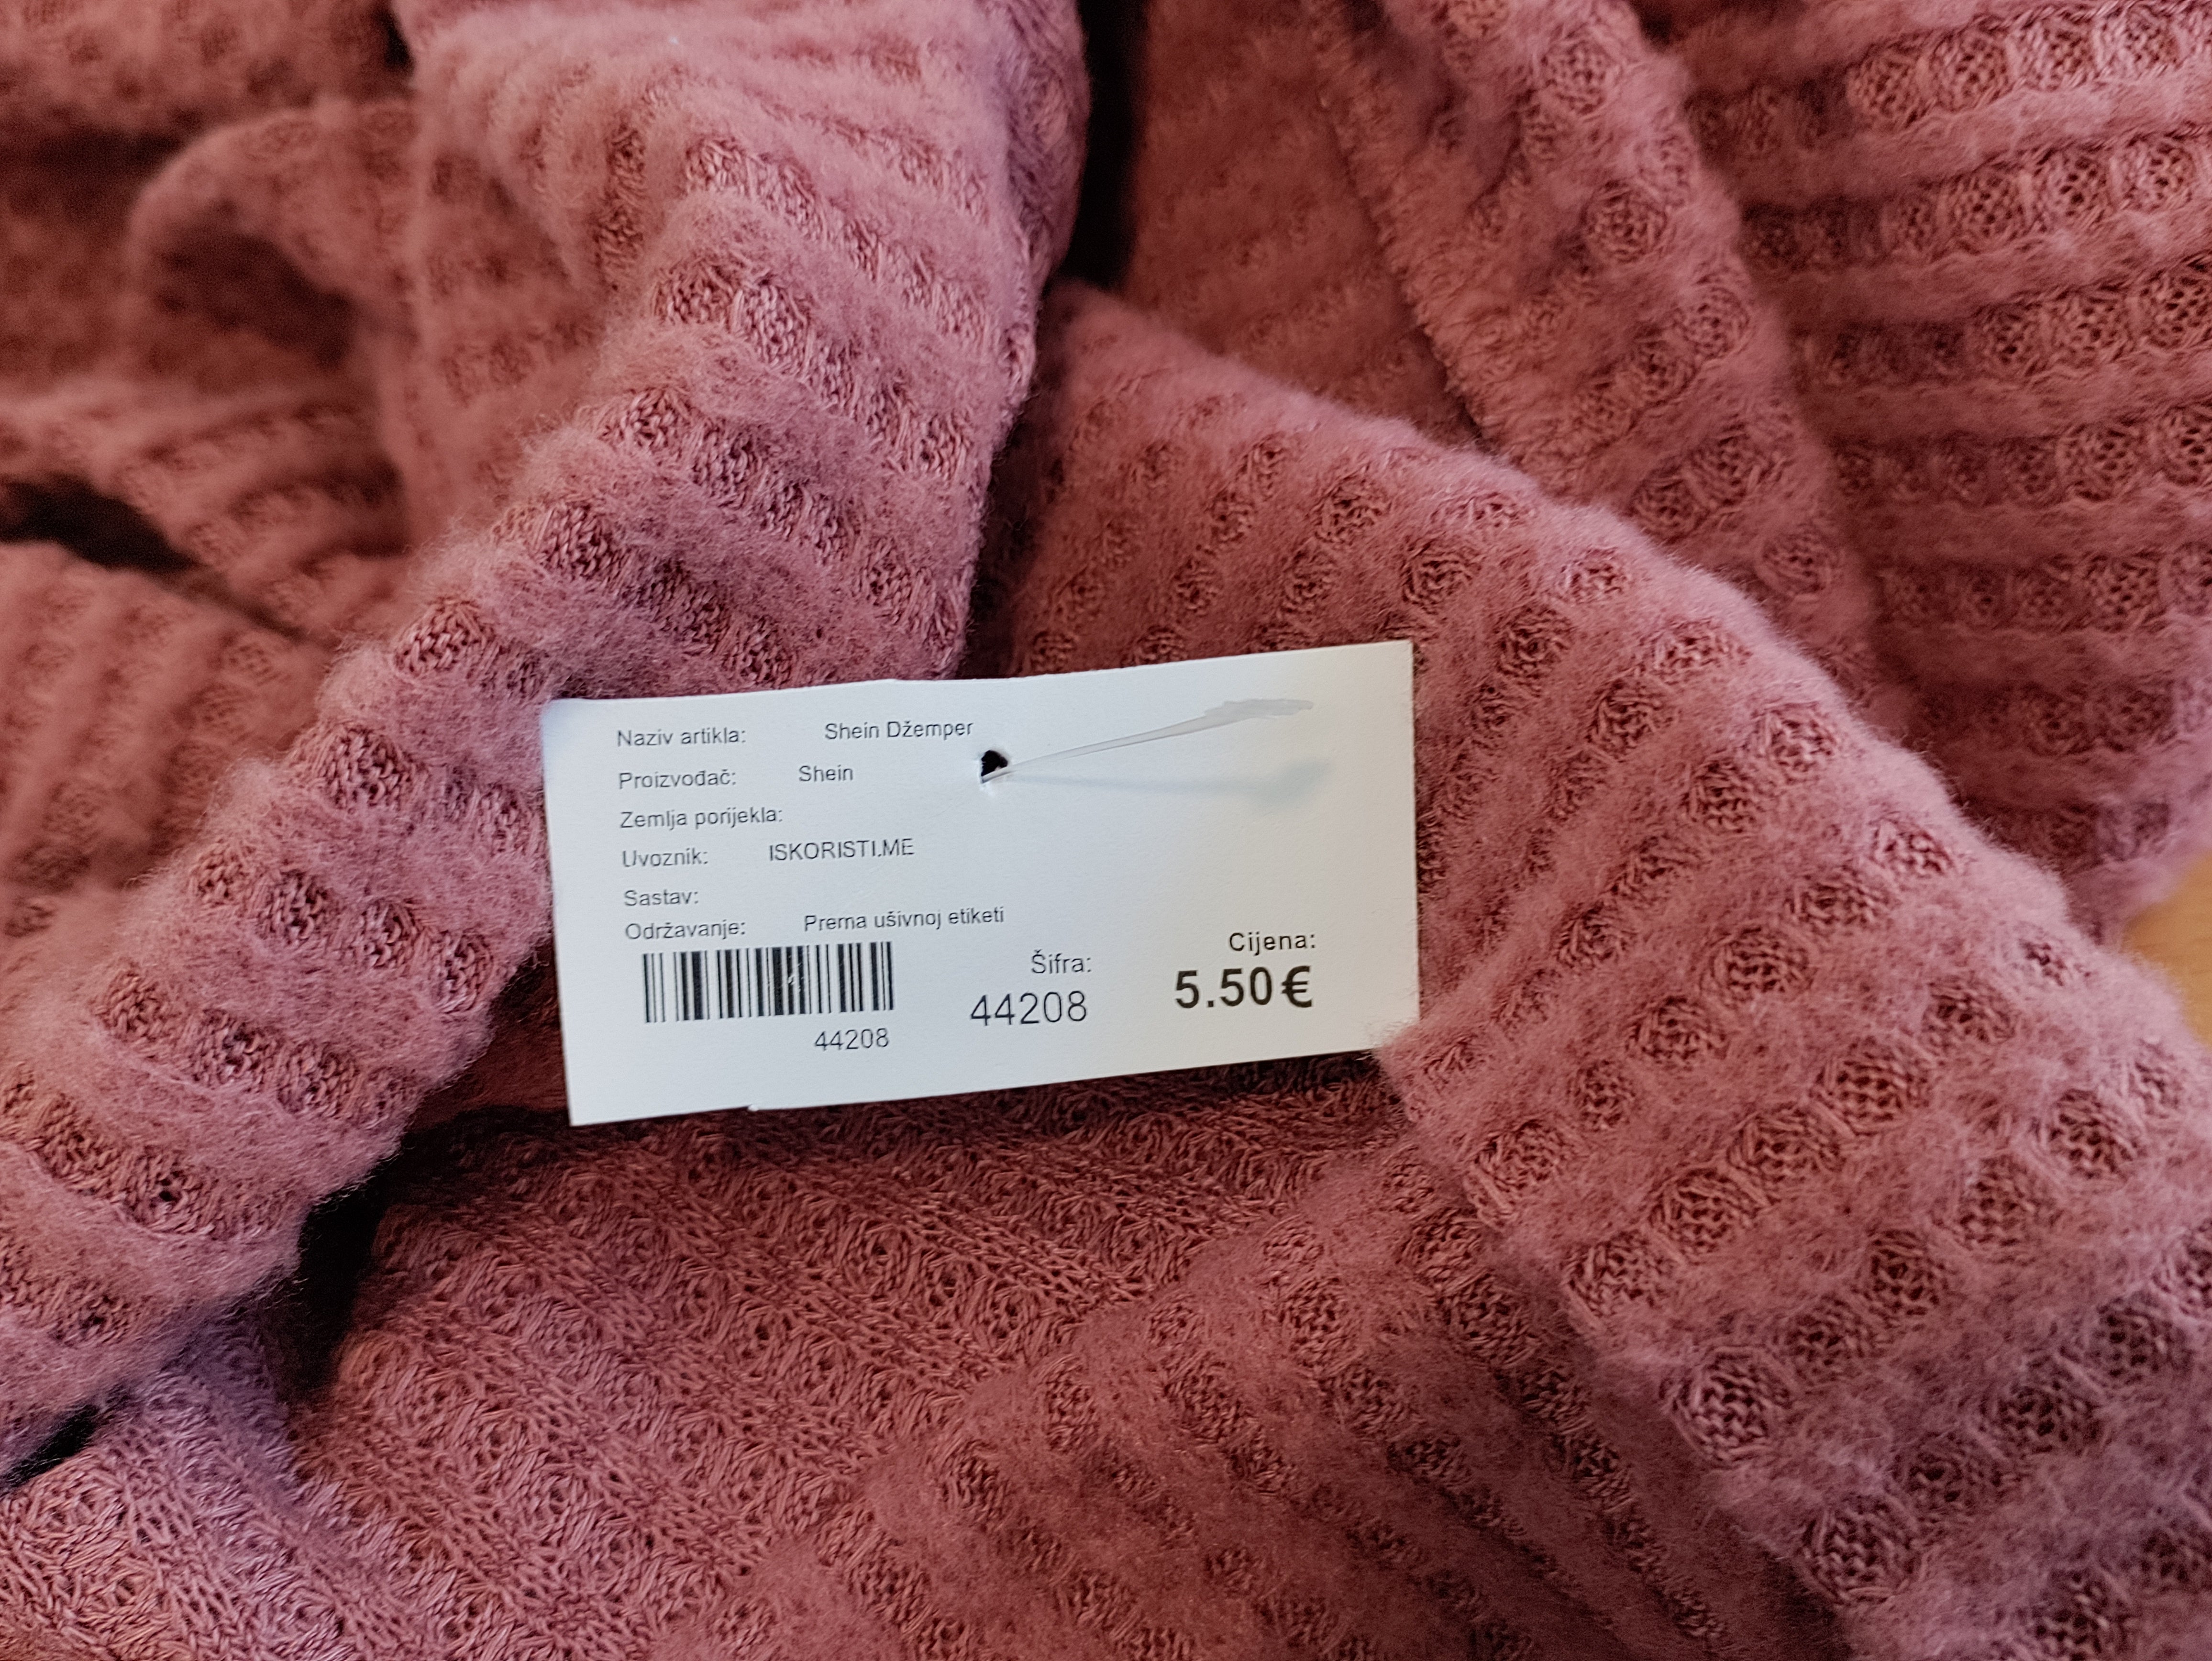 Naziv artikla: Shein Džemper
Proizvođač: Shein
Zemlja porijekla:
Uvoznik: ISKORISTI.ME
Sastav:
Održavanje: Prema ušivnoj etiketi
44208
Šifra:
44208
Cijena:
5.50€